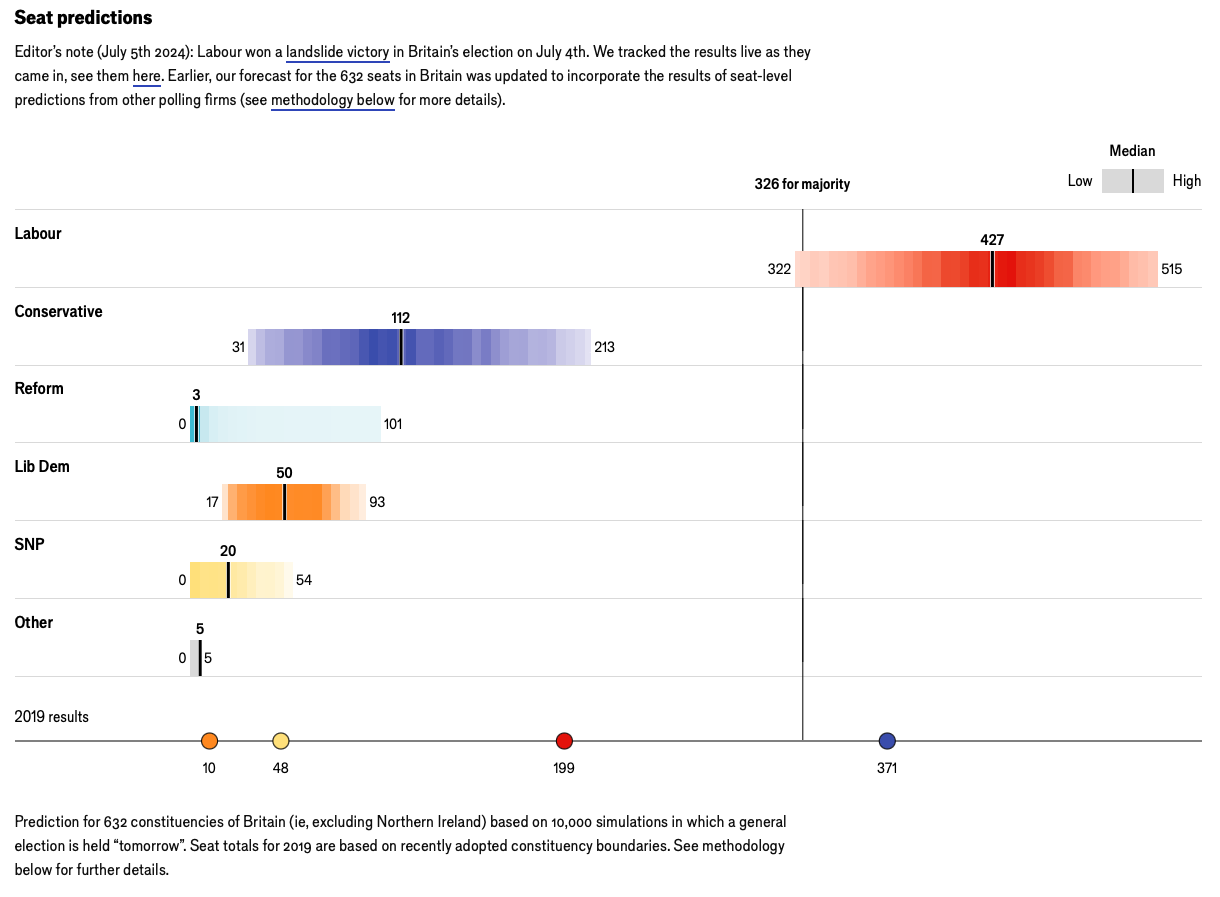 Seat predictions
Editor's note (July 5th 2024): Labour won a landslide victory in Britain's election on July 4th. We tracked the results live as they
came in, see them here. Earlier, our forecast for the 632 seats in Britain was updated to incorporate the results of seat-level
predictions from other polling firms (see methodology below for more details).
Median
Low High
326 for majority
Labour
427
322 515
Conservative
112
31 213
Reform
3
0 101
Lib Dem
50
17 93
SNP
20
0 54
Other
5
0 5
2019 results
10 48 199 371
Prediction for 632 constituencies of Britain (ie, excluding Northern Ireland) based on 10,000 simulations in which a general
election is held “tomorrow”. Seat totals for 2019 are based on recently adopted constituency boundaries. See methodology
below for further details.